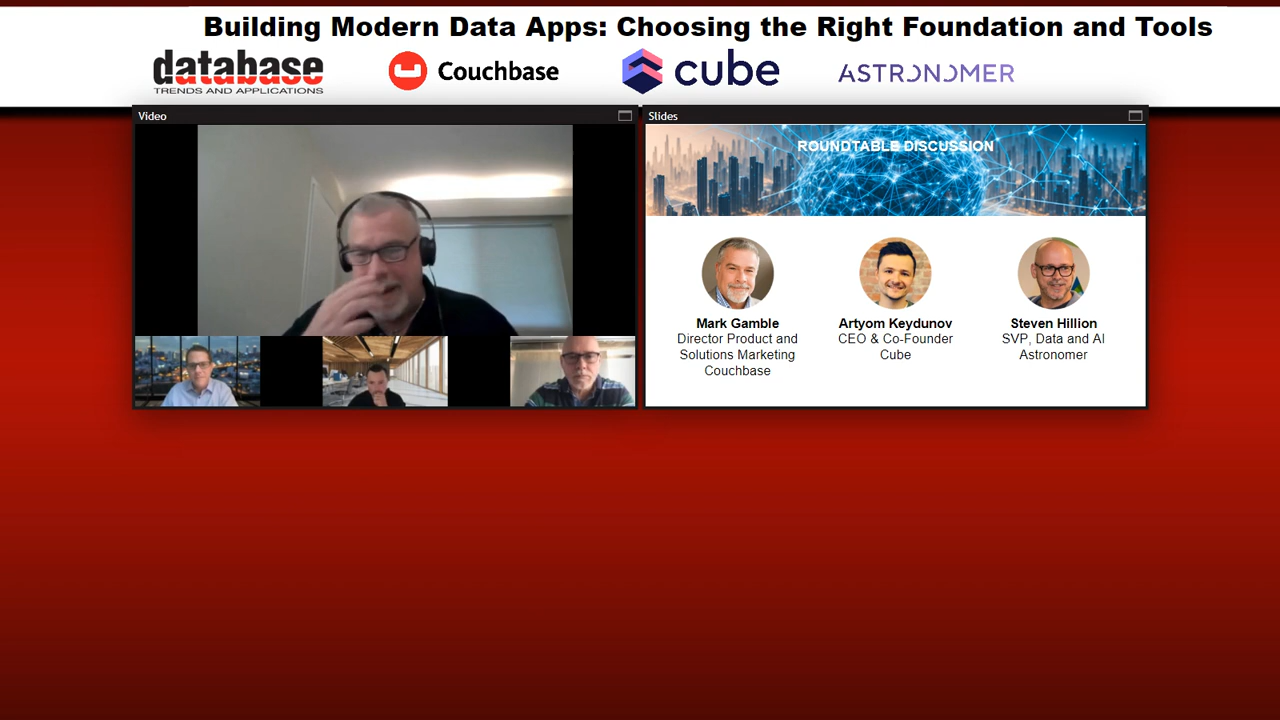 Building Modern Data Apps: Choosing the Right Foundation and Tools
database
TRENDS AND APPLICATIONS
Couchbase
cube
ASTRONOMER
Video
Slides
ROUNDTABLE DISCUSSION
Mark Gamble
Director Product and
Solutions Marketing
Couchbase
Artyom Keydunov
CEO & Co-Founder
Cube
Steven Hillion
SVP, Data and AI
Astronomer